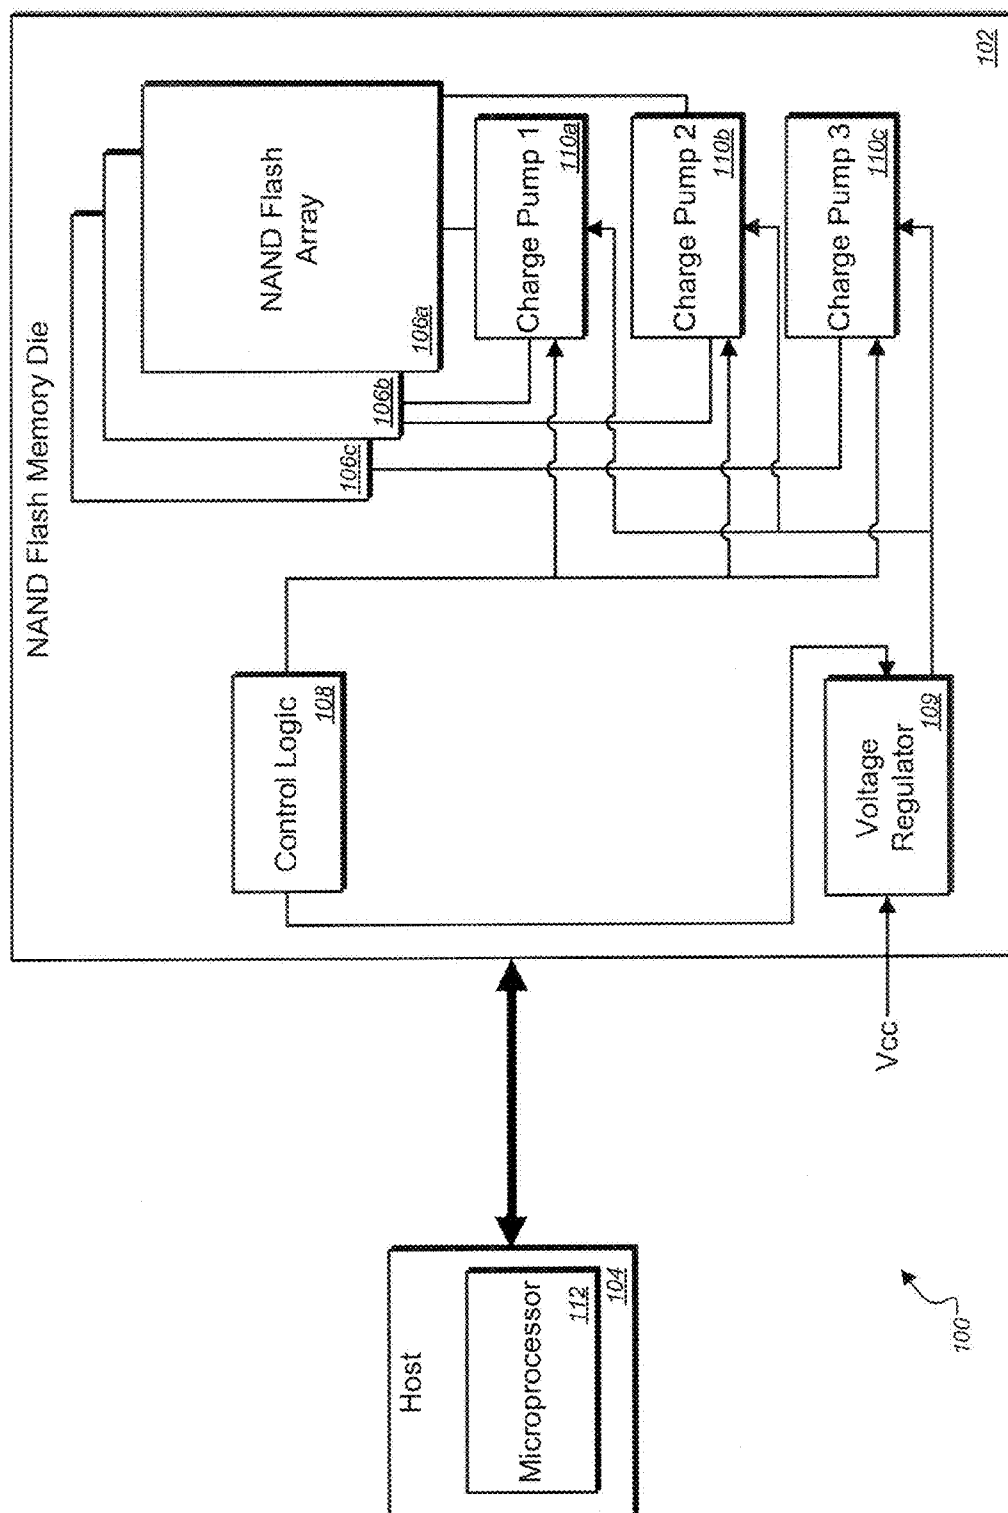 NAND Flash Memory Die
102
NAND Flash
Array
106a
106b
106c
Charge Pump 1
110a
Charge Pump 2
110b
Charge Pump 3
110c
Control Logic
108
Voltage
Regulator
109
Vcc
Host
104
Microprocessor
112
100